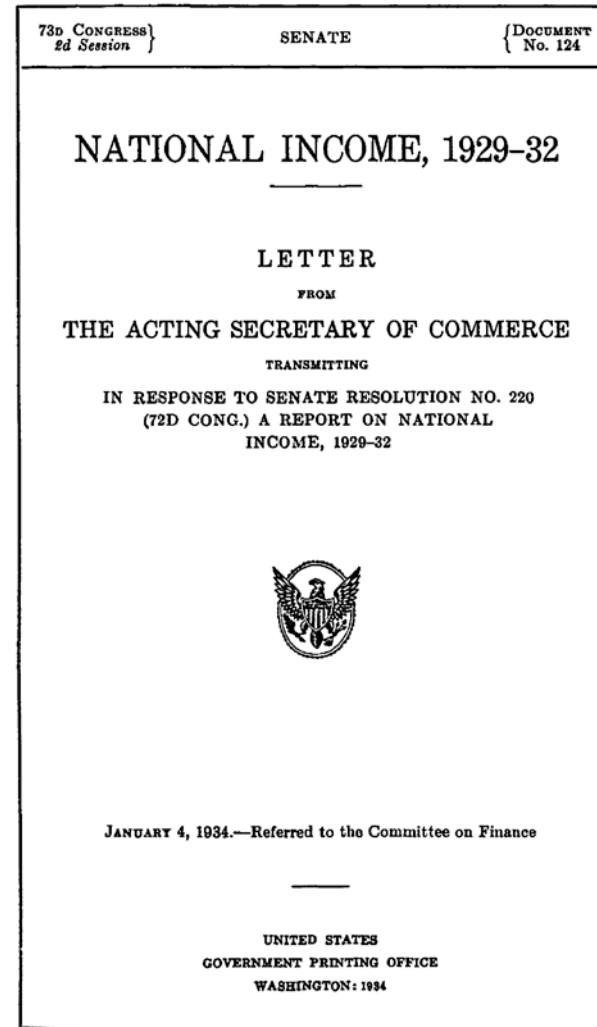 73D CONGRESS} SENATE {DOCUMENT
2d Session } { No. 124
NATIONAL INCOME, 1929–32
LETTER
FROM
THE ACTING SECRETARY OF COMMERCE
TRANSMITTING
IN RESPONSE TO SENATE RESOLUTION NO. 220
(72D CONG.) A REPORT ON NATIONAL
INCOME, 1929–32
JANUARY 4, 1934.—Referred to the Committee on Finance
UNITED STATES
GOVERNMENT PRINTING OFFICE
WASHINGTON: 1934